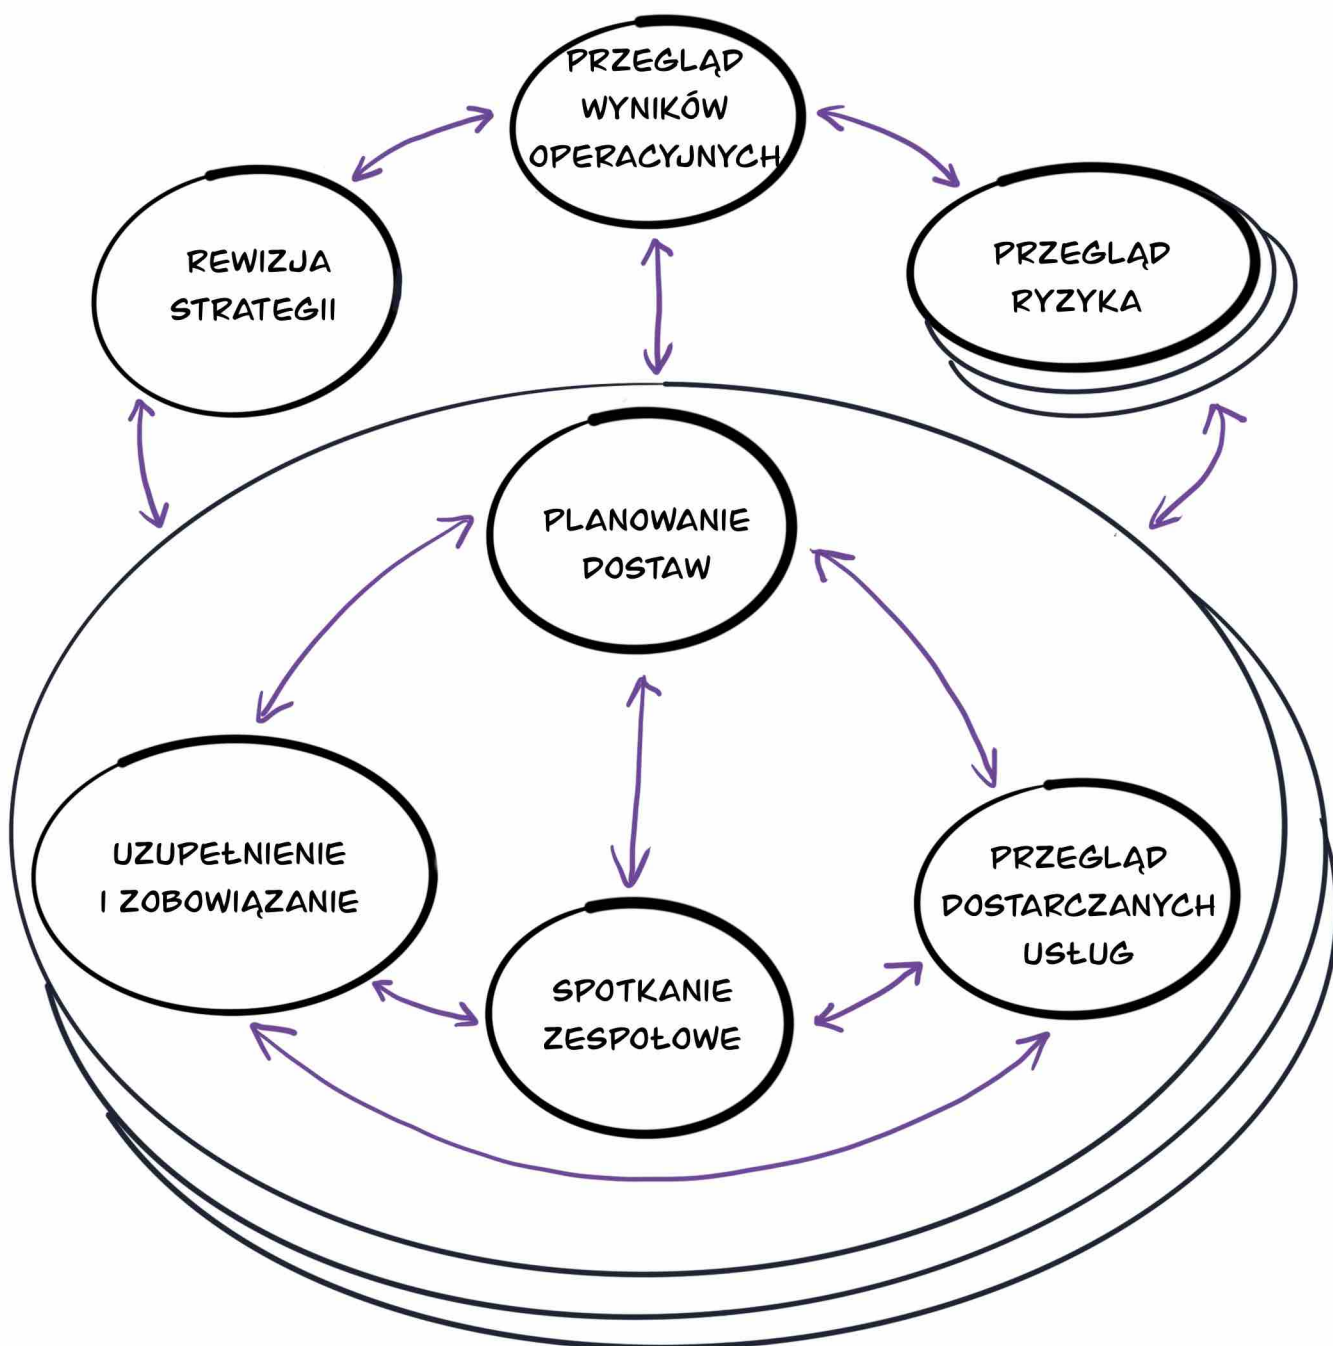 PRZEGLĄD
WYNIKÓW
OPERACYJNYCH
REWIZJA
STRATEGII
PRZEGLĄD
RYZYKA
PLANOWANIE
DOSTAW
UZUPEŁNIENIE
I ZOBOWIĄZANIE
PRZEGLĄD
DOSTARCZANYCH
USŁUG
SPOTKANIE
ZESPOŁOWE